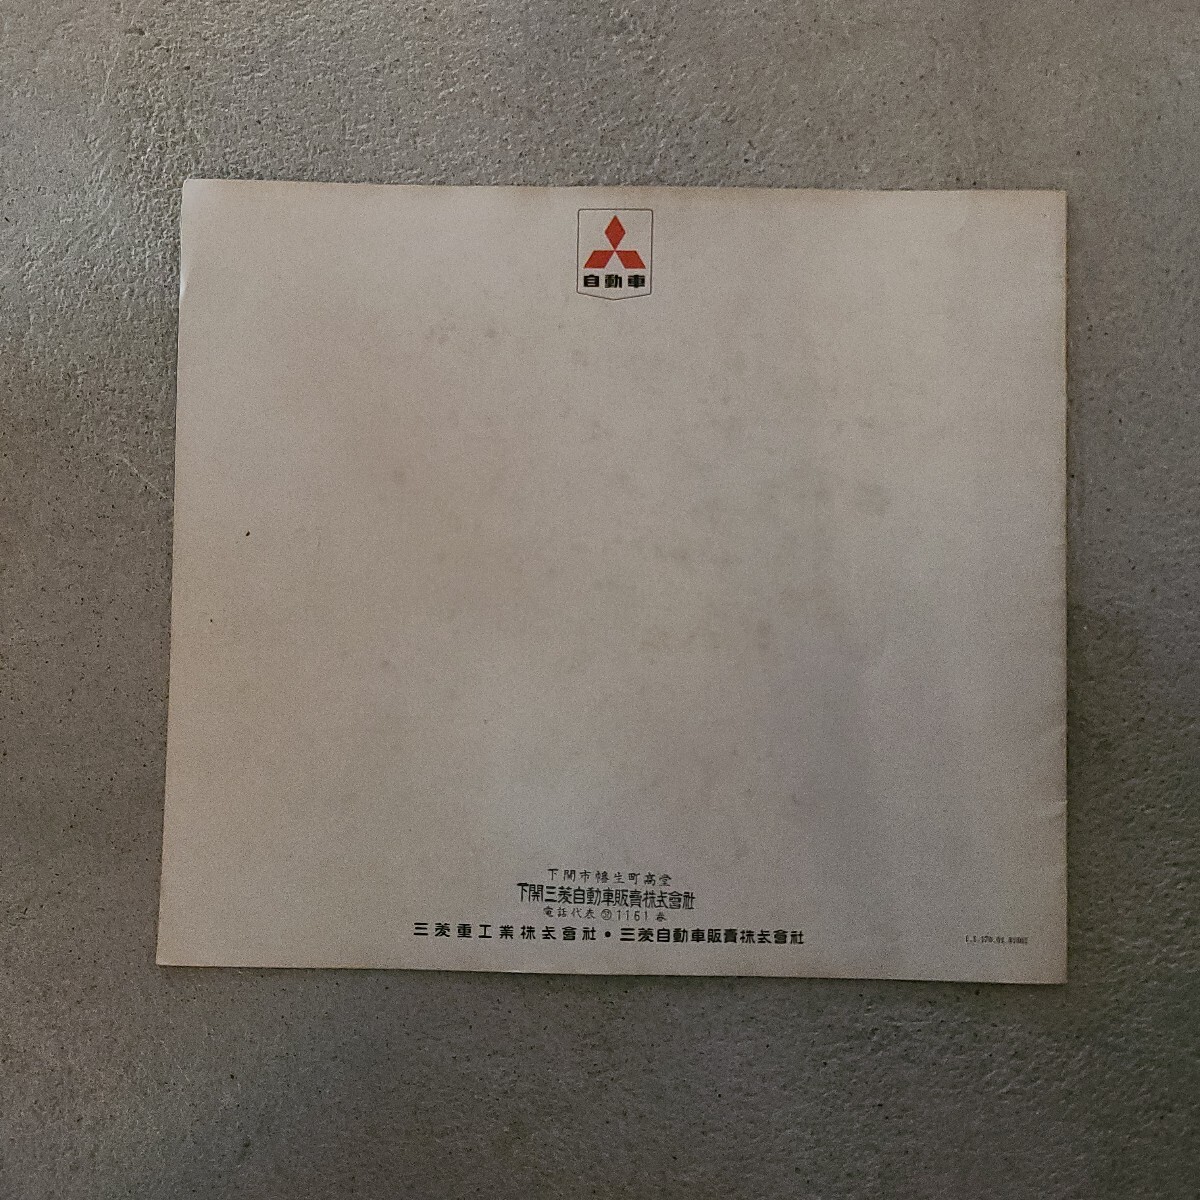 自動車
下関市幡生町高堂
下関三菱自動車販賣株式會社
電話代表 1161番
三菱重工業株式會社・三菱自動車販賣株式會社